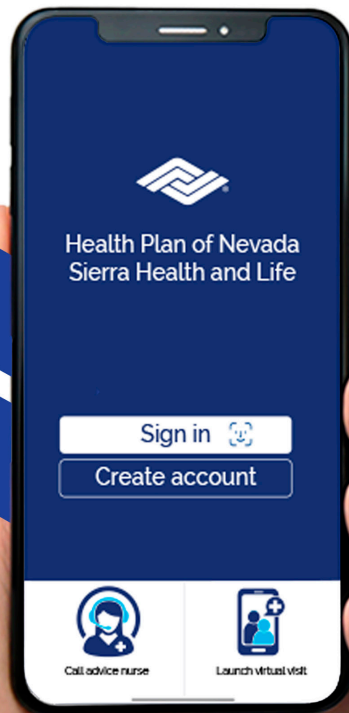 Health Plan of Nevada
Sierra Health and Life
Sign in
Create account
Call advice nurse
Launch virtual visit